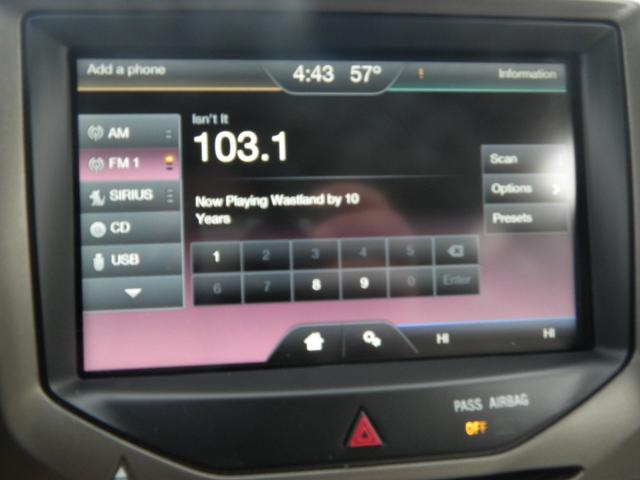 Add a phone
4:43 57°
Information
Isn't It
103.1
AM
FM 1
SIRIUS
CD
USB
Scan
Options
Presets
Now Playing Wastland by 10
Years
1 2 3 4 5
6 7 8 9 0 Enter
HI HI
PASS AIRBAG
OFF